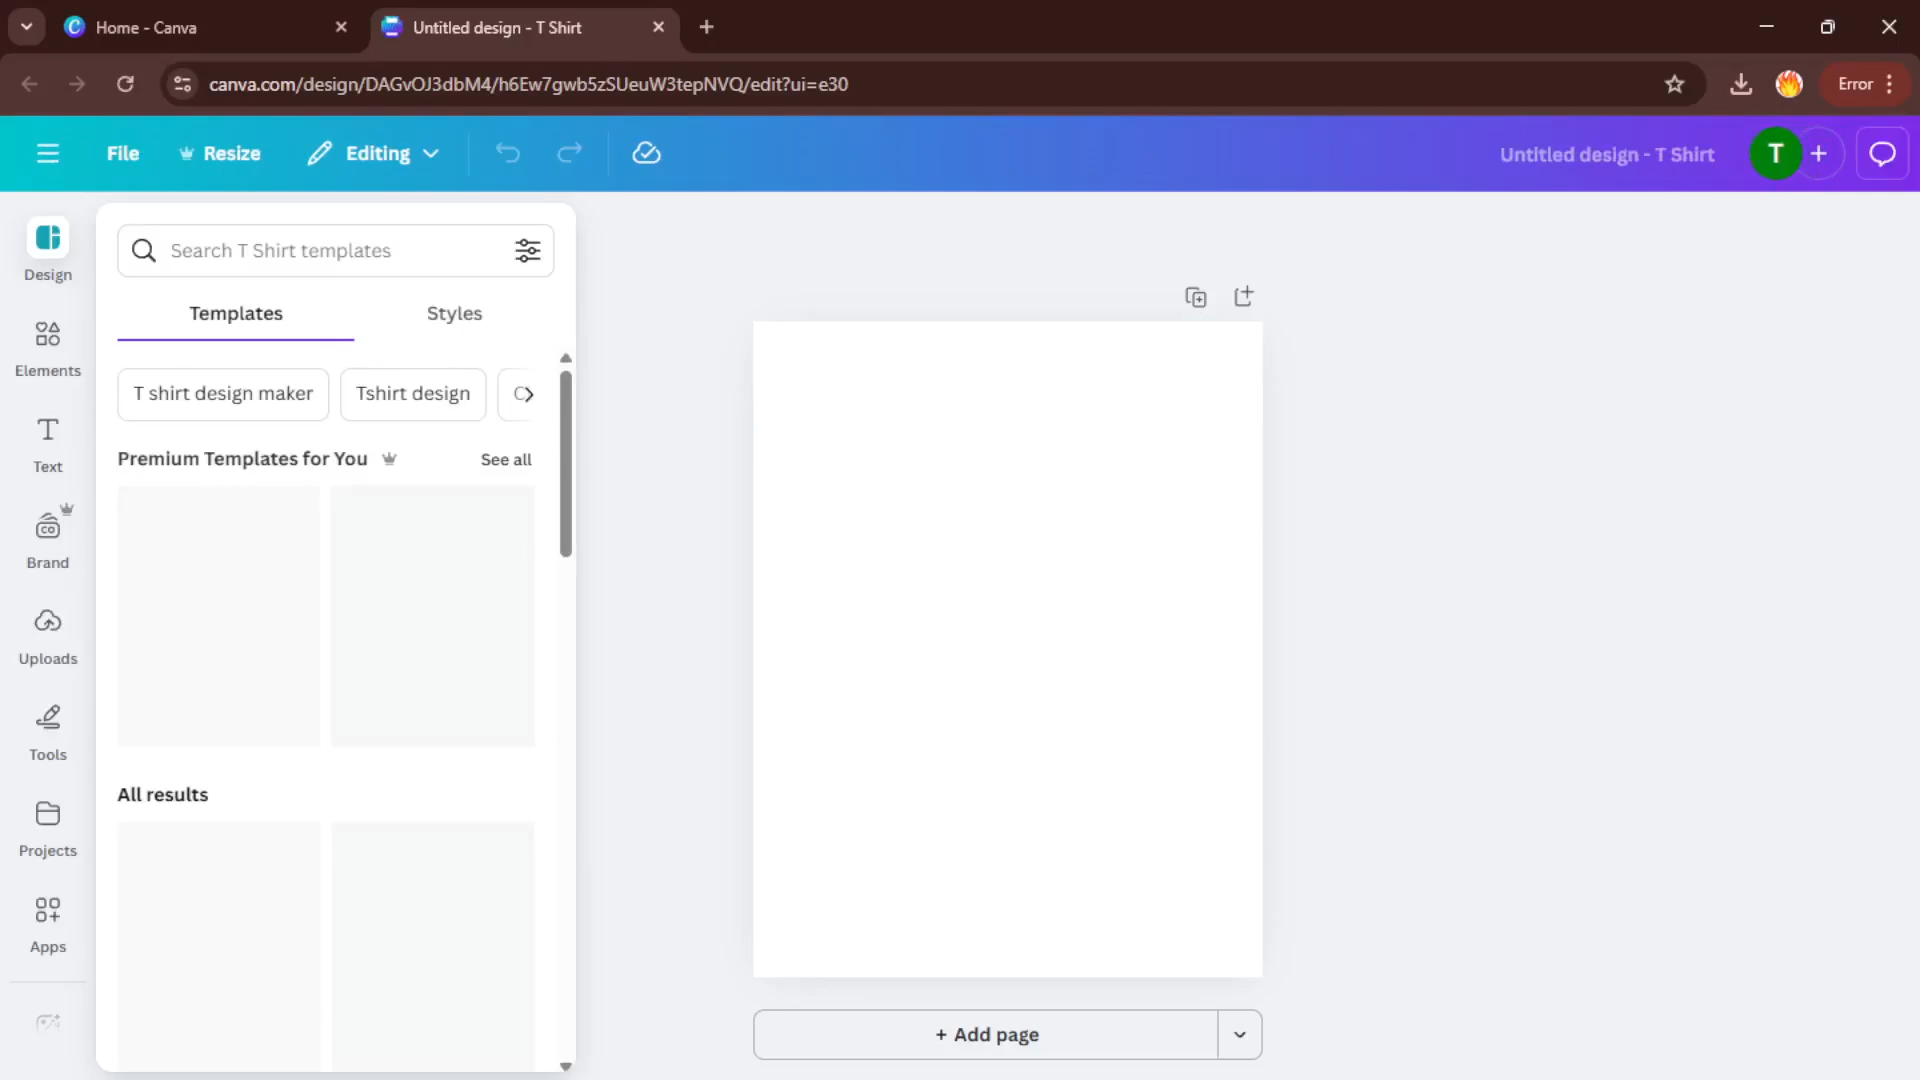 Home - Canva
Untitled design - T Shirt
canva.com/design/DAGvOJ3dbM4/h6Ew7gwb5zSUeuW3tepNVQ/edit?ui=e30
Error
File
Resize
Editing
Untitled design - T Shirt
T
Design
Elements
Text
Brand
Uploads
Tools
Projects
Apps
Search T Shirt templates
Templates
Styles
T shirt design maker
Tshirt design
Premium Templates for You
See all
All results
+ Add page